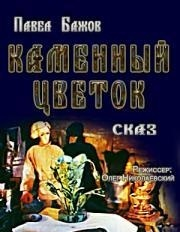 Павел Бажов
КАМЕННЫЙ
ЦВЕТОК
СКАЗ
Режиссер:
Олег Николаевский